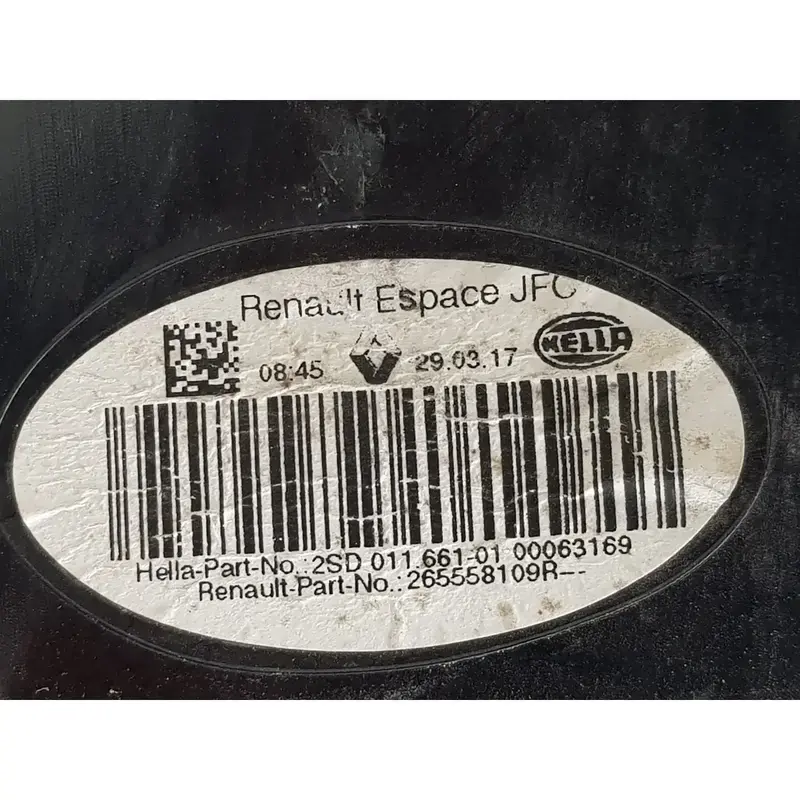 Renault Espace JFC
08:45 29.03.17 HELLA
Hella-Part-No.:2SD 011.661-01 00063169
Renault-Part-No.:265558109R---